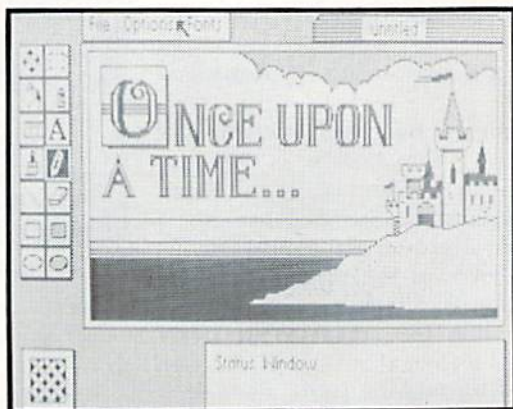 File Options Fonts
Untitled
ONCE UPON
A TIME...
A
Status Window